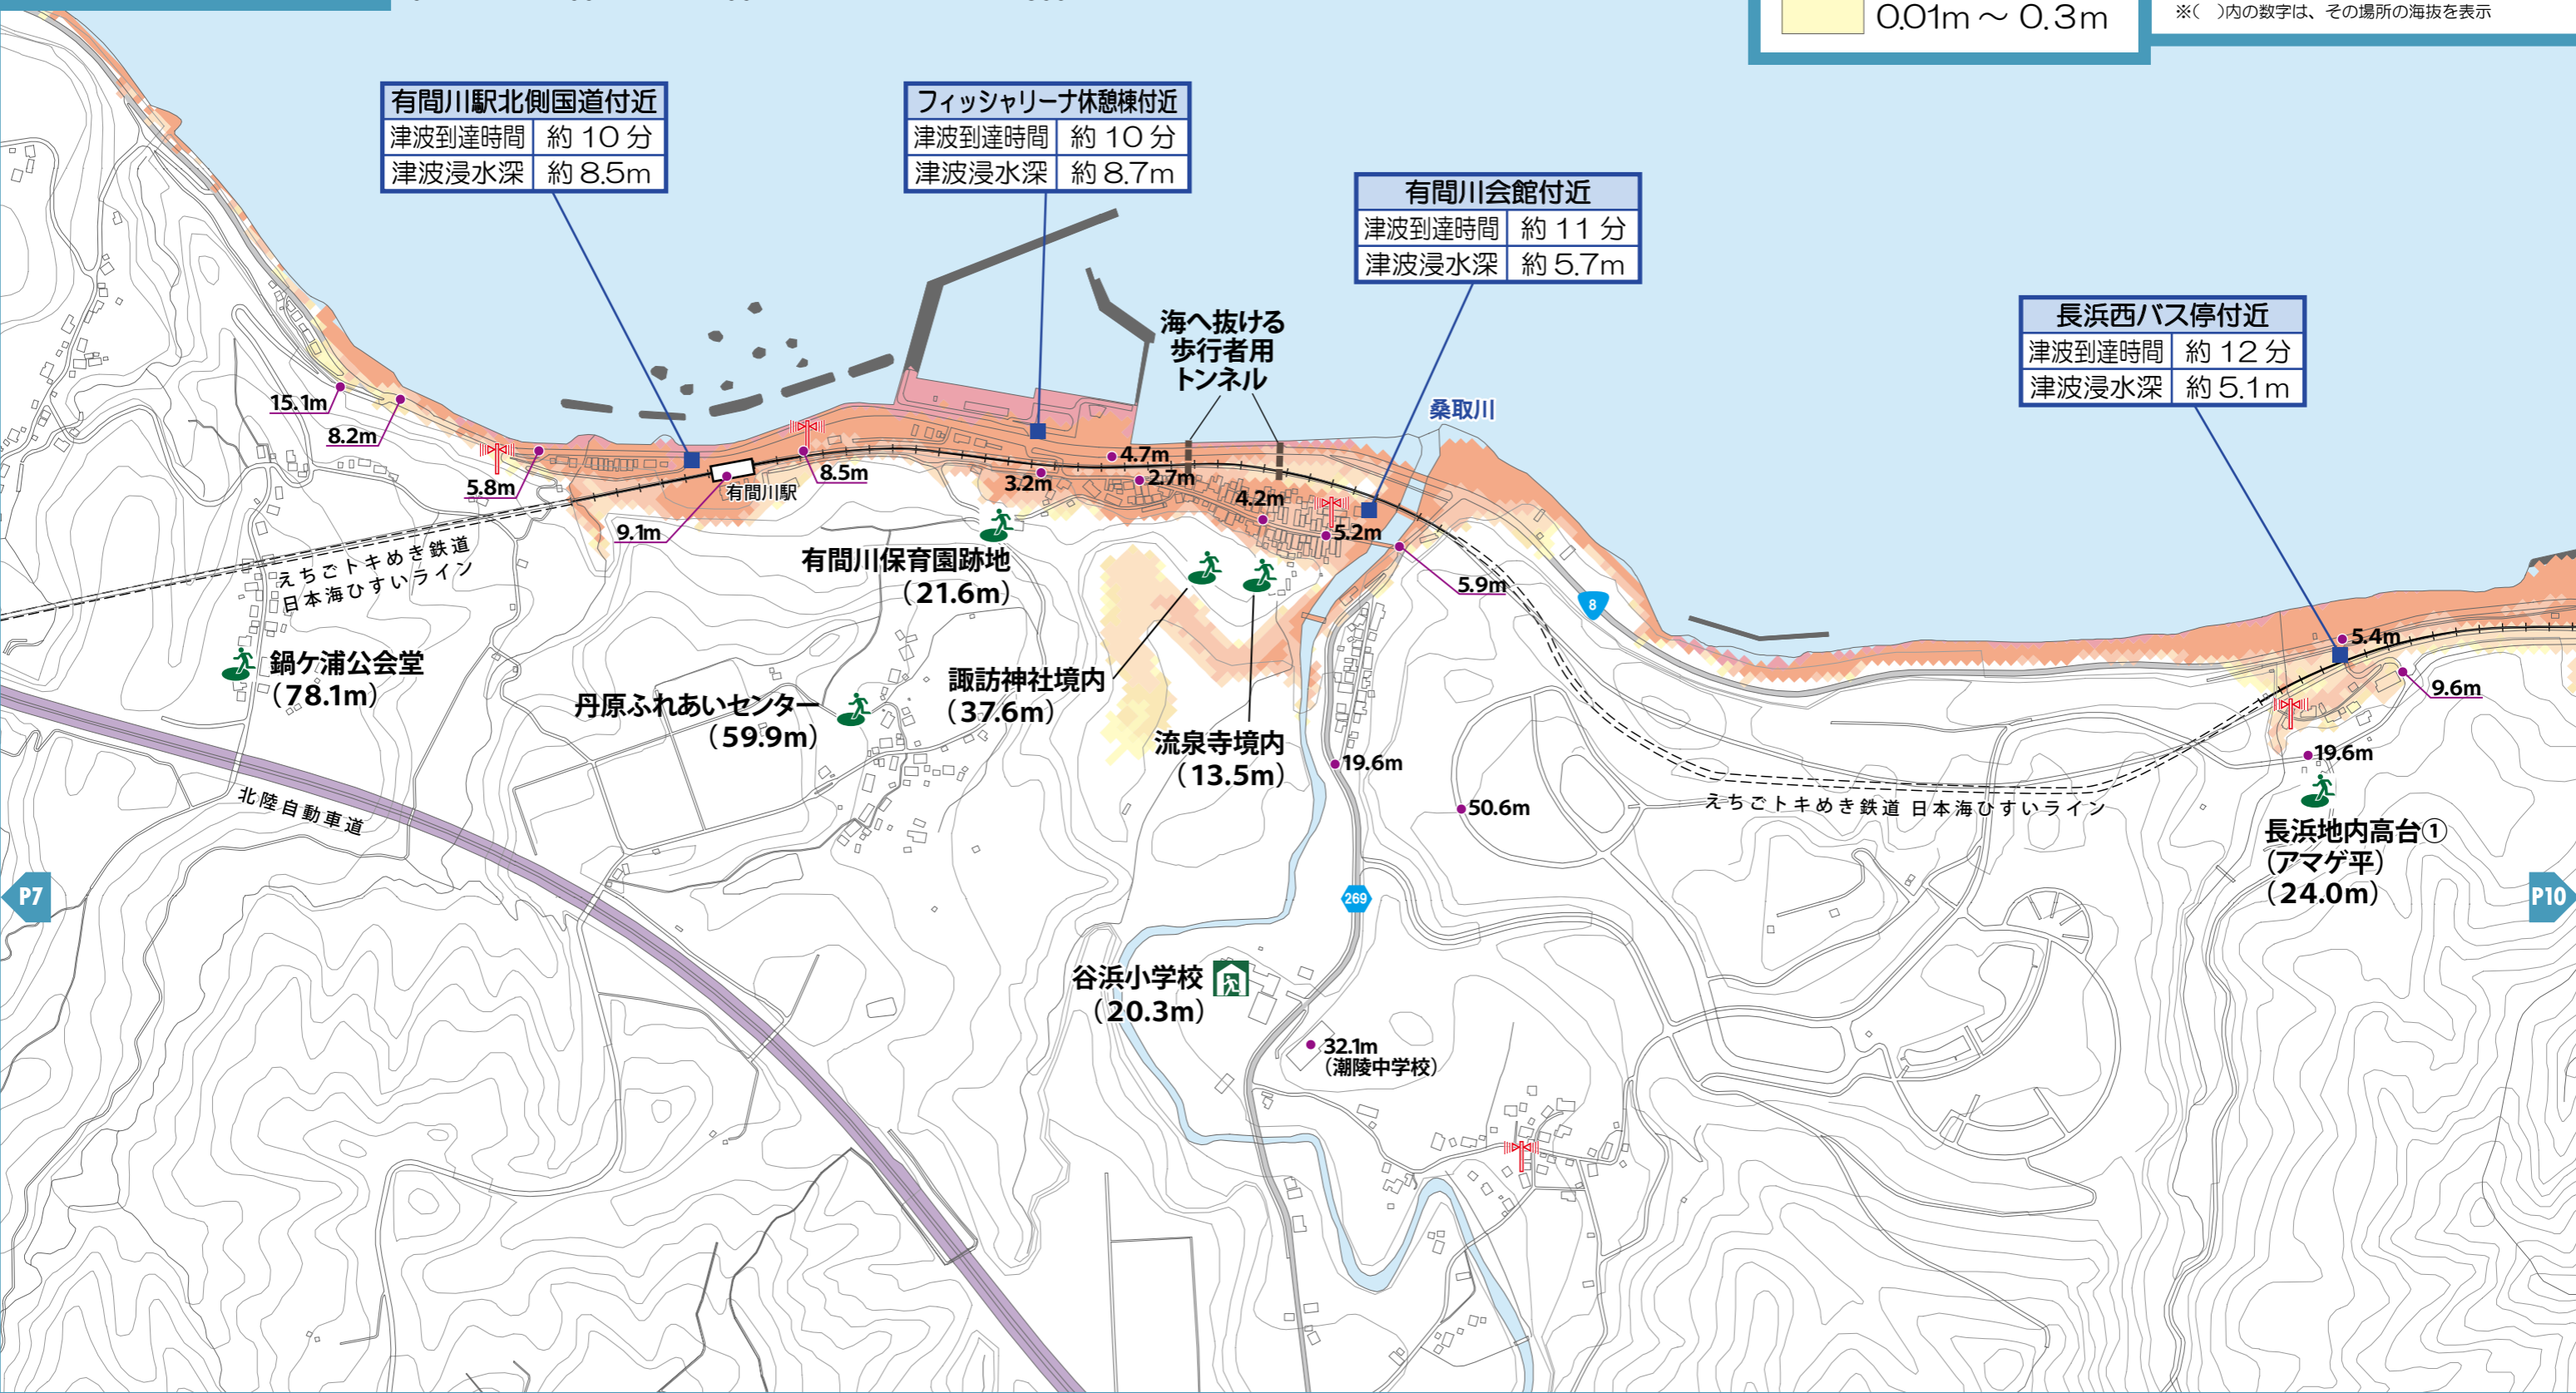 0.01m ～ 0.3m
※(　)内の数字は、その場所の海抜を表示
有間川駅北側国道付近
津波到達時間 約 10 分
津波浸水深 約 8.5m
フィッシャリーナ休憩棟付近
津波到達時間 約 10 分
津波浸水深 約 8.7m
有間川会館付近
津波到達時間 約 11 分
津波浸水深 約 5.7m
長浜西バス停付近
津波到達時間 約 12 分
津波浸水深 約 5.1m
海へ抜ける
歩行者用
トンネル
桑取川
15.1m
8.2m
5.8m
9.1m
有間川駅
8.5m
3.2m
4.7m
2.7m
4.2m
5.2m
5.9m
8
5.4m
9.6m
えちごトキめき鉄道
日本海ひすいライン
有間川保育園跡地
（21.6m）
鍋ケ浦公会堂
（78.1m）
丹原ふれあいセンター
（59.9m）
諏訪神社境内
（37.6m）
流泉寺境内
（13.5m）
19.6m
50.6m
えちごトキめき鉄道 日本海ひすいライン
19.6m
長浜地内高台①
（アマゲ平）
（24.0m）
北陸自動車道
P7
269
P10
谷浜小学校
（20.3m）
32.1m
（潮陵中学校）